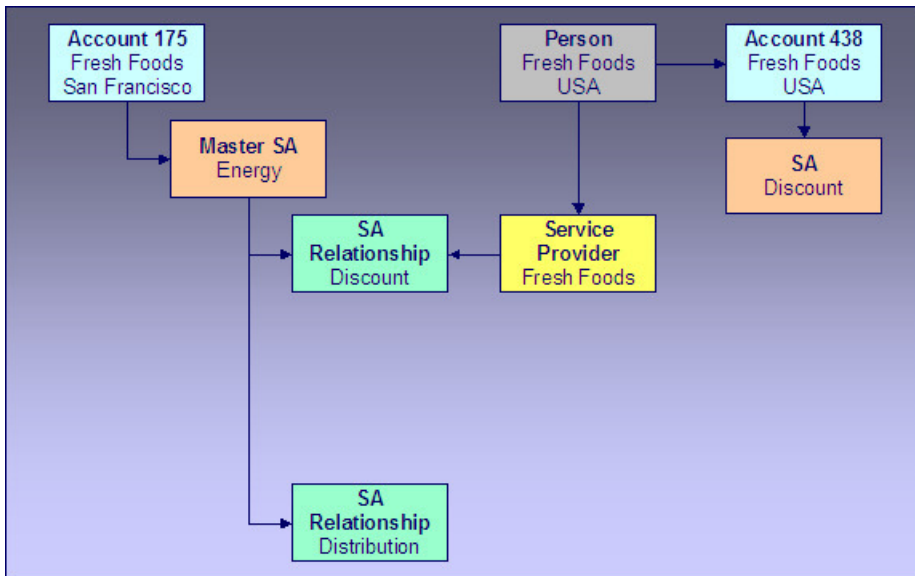 Account 175
Fresh Foods
San Francisco
Person
Fresh Foods
USA
Account 438
Fresh Foods
USA
Master SA
Energy
SA
Discount
SA
Relationship
Discount
Service
Provider
Fresh Foods
SA
Relationship
Distribution